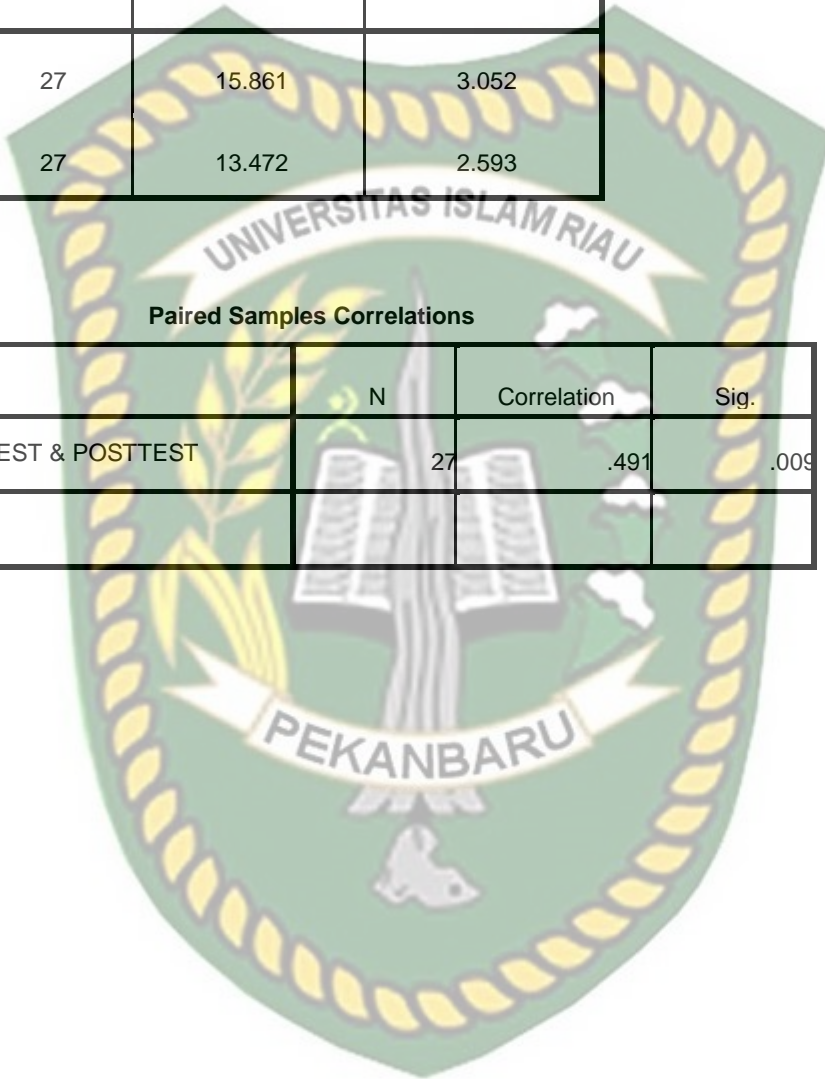 27 15.861 3.052
27 13.472 2.593
UNIVERSITAS ISLAM RIAU
Paired Samples Correlations
N Correlation Sig.
EST & POSTTEST 27 .491 .009
PEKANBARU